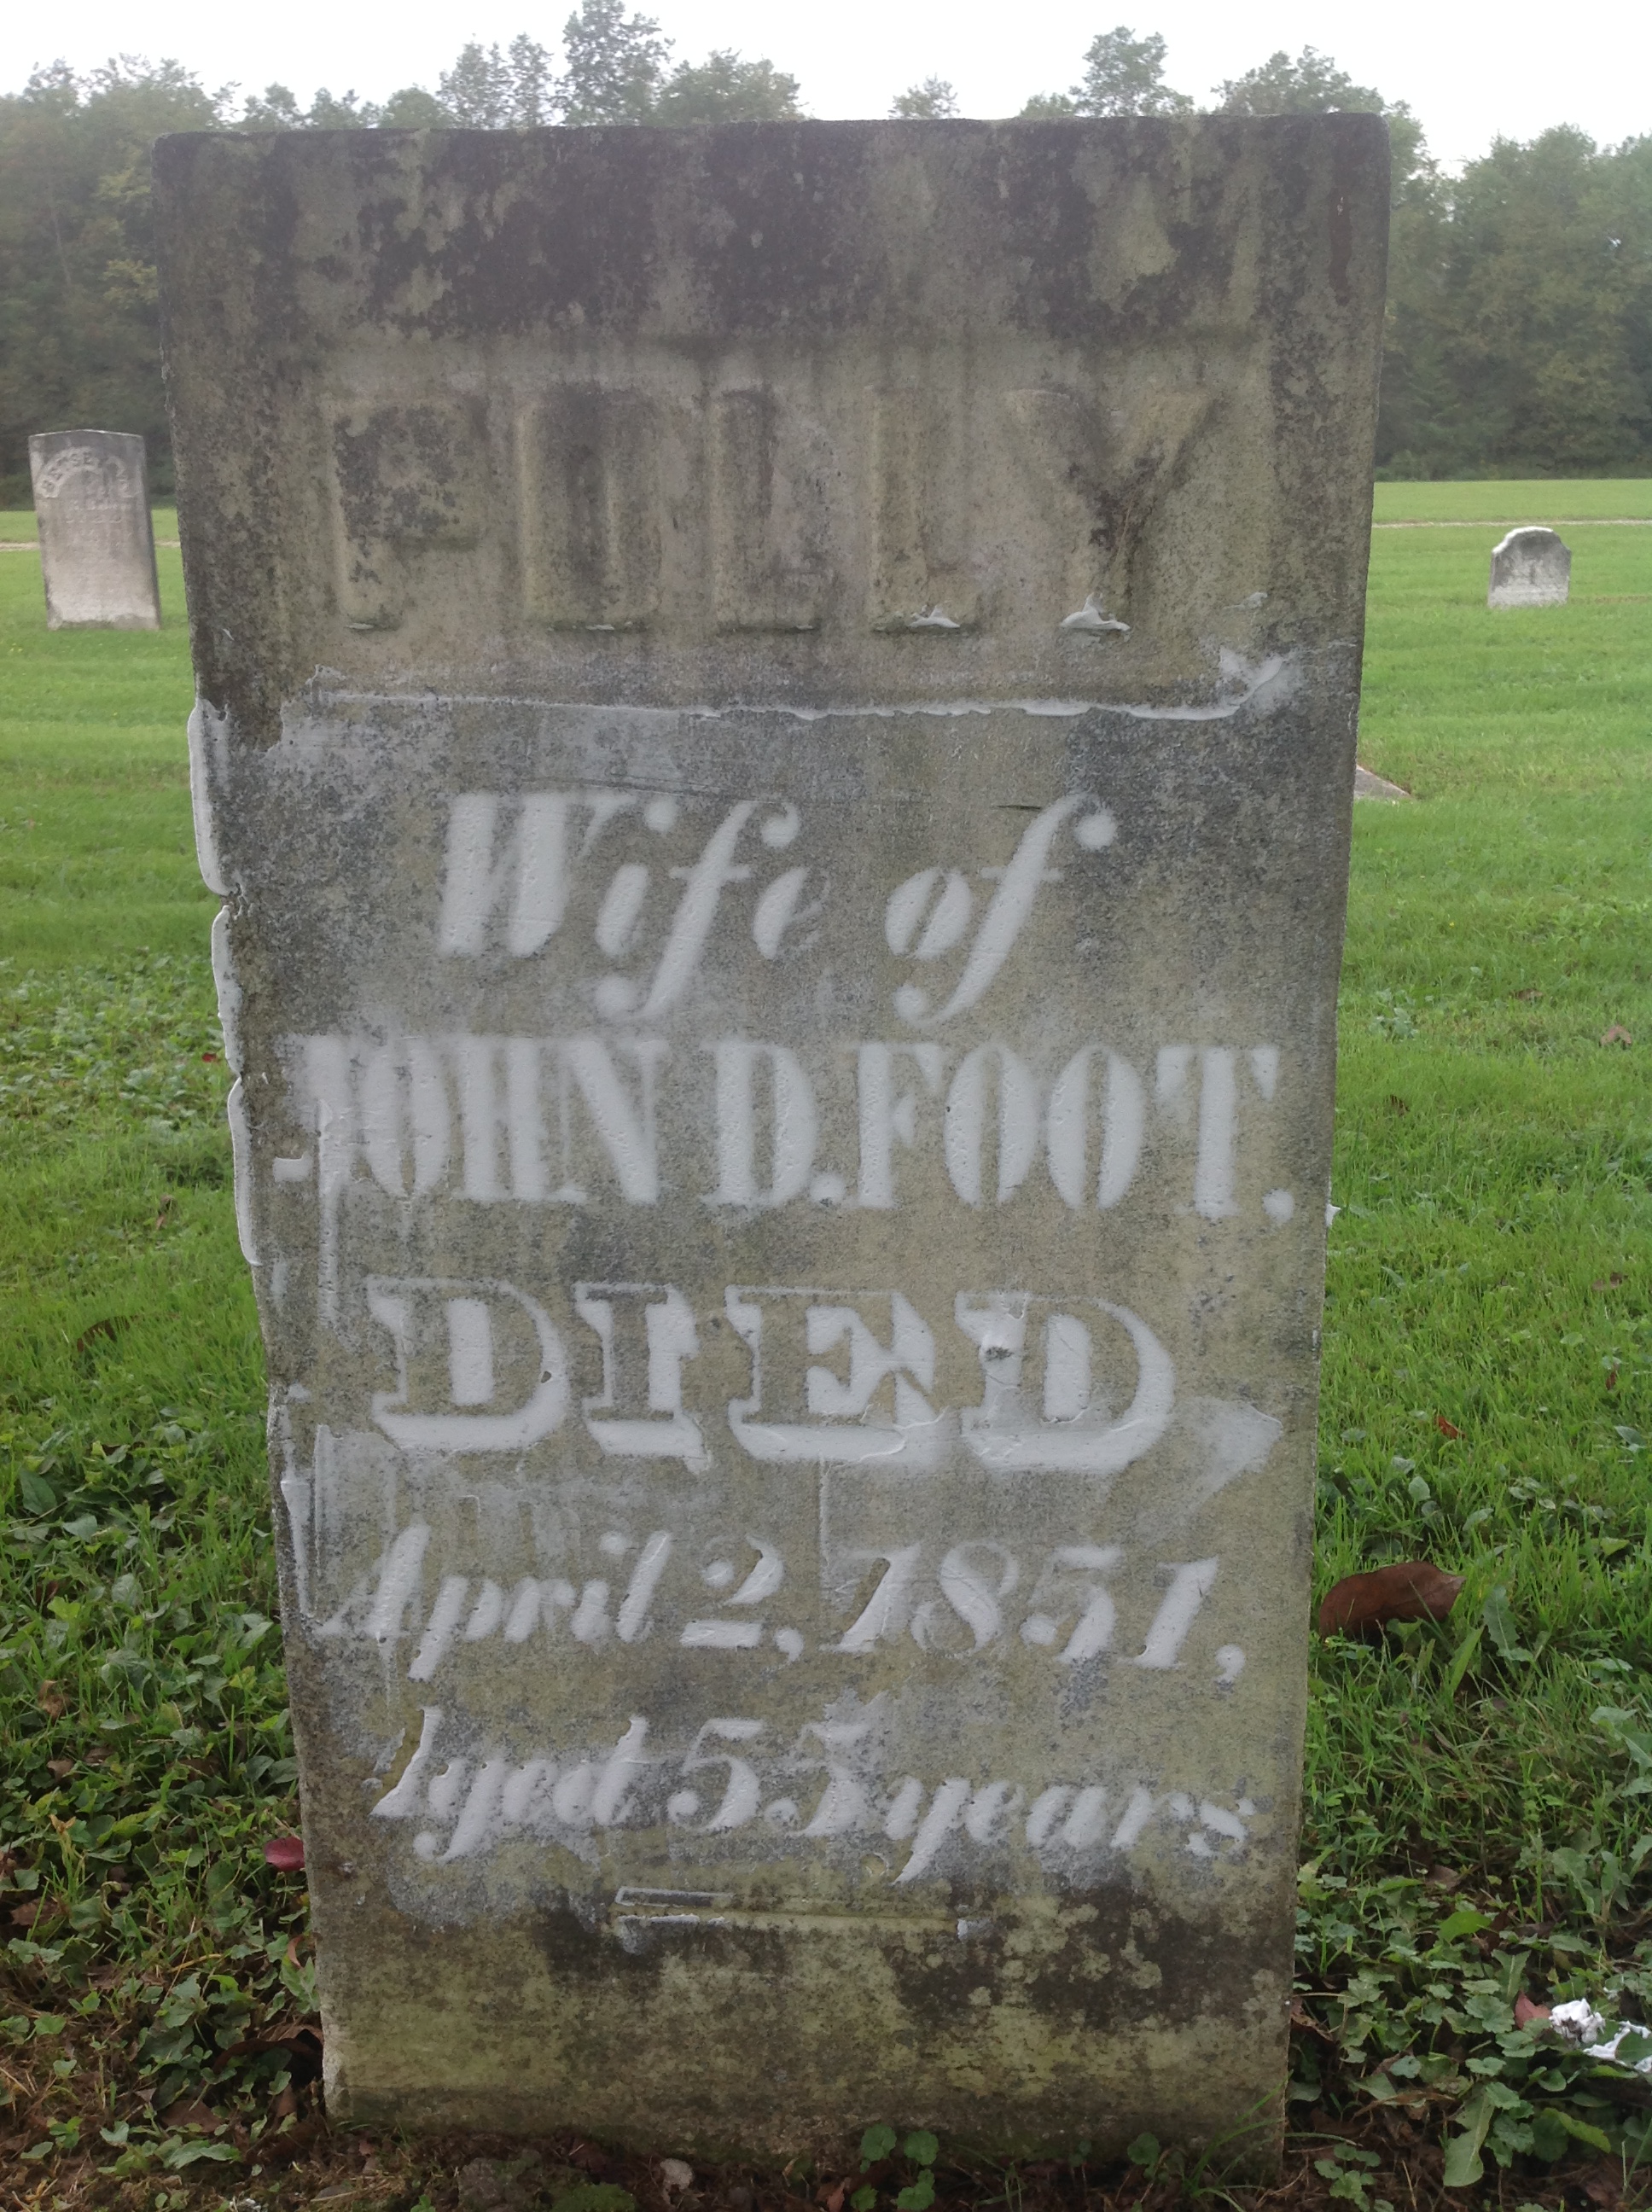 POLLY
Wife of
JOHN D. FOOT.
DIED
April 2, 1851,
Aged 55 years